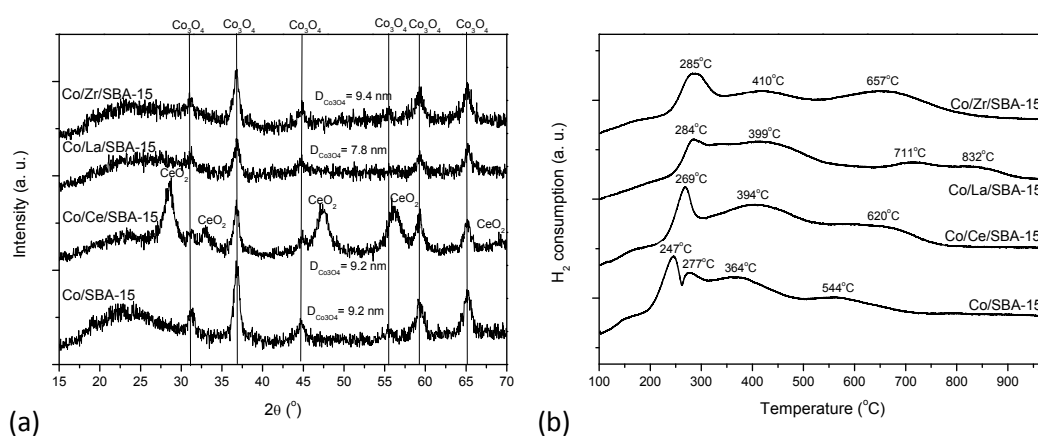 Co3O4 Co3O4 Co3O4 Co3O4 Co3O4 Co3O4
Co/Zr/SBA-15
D Co3O4 = 9.4 nm
Co/La/SBA-15
D Co3O4 = 7.8 nm
CeO2
CeO2
CeO2
Co/Ce/SBA-15
CeO2
CeO2
D Co3O4 = 9.2 nm
D Co3O4 = 9.2 nm
Co/SBA-15
Intensity (a. u.)
15 20 25 30 35 40 45 50 55 60 65 70
2θ (°)
(a)
285°C
410°C
657°C
Co/Zr/SBA-15
284°C
399°C
711°C
832°C
Co/La/SBA-15
269°C
394°C
620°C
Co/Ce/SBA-15
247°C
277°C
364°C
544°C
Co/SBA-15
H2 consumption (a. u.)
100 200 300 400 500 600 700 800 900
Temperature (°C)
(b)